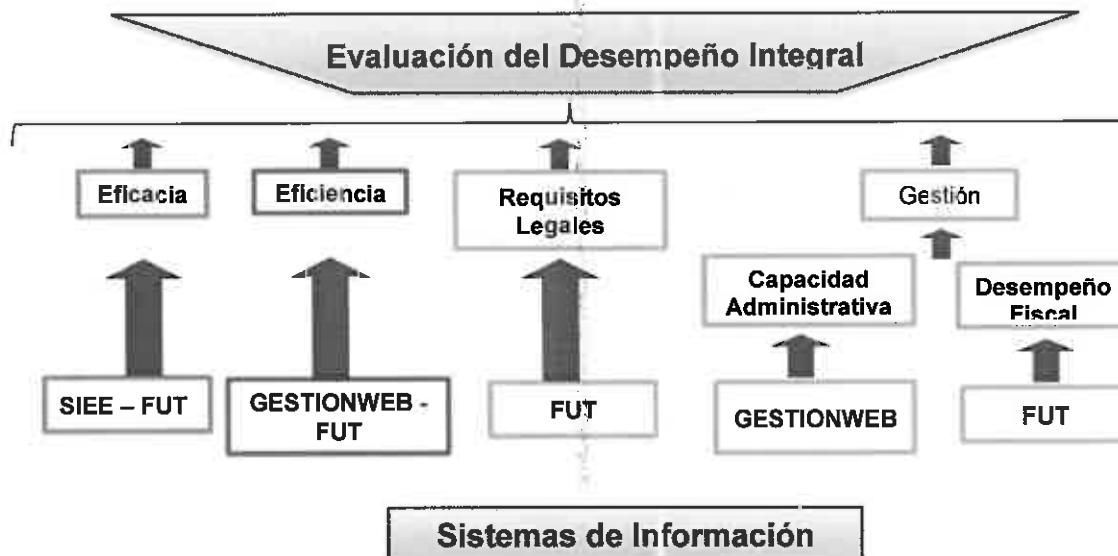 Evaluación del Desempeño Integral
Eficacia
Eficiencia
Requisitos
Legales
Gestión
Capacidad
Administrativa
Desempeño
Fiscal
SIEE – FUT
GESTIONWEB -
FUT
FUT
GESTIONWEB
FUT
Sistemas de Información